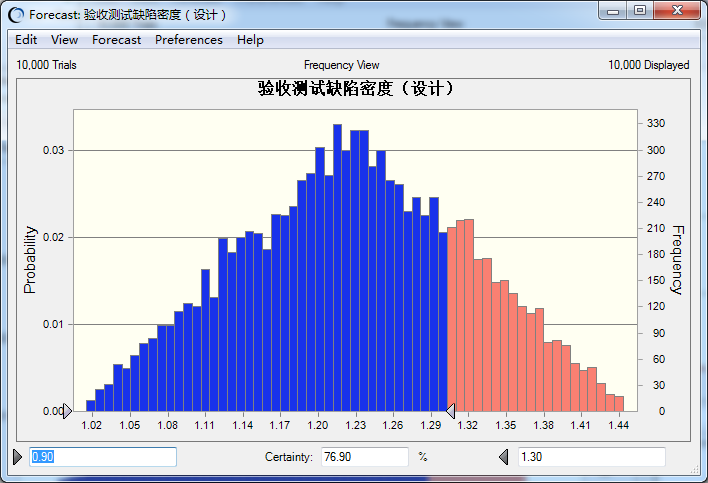 Forecast: 验收测试缺陷密度（设计）
Edit View Forecast Preferences Help
10,000 Trials Frequency View 10,000 Displayed
验收测试缺陷密度（设计）
Probability
0.03
0.02
0.01
0.00
330
300
270
240
210
180
150
120
90
60
30
0
Frequency
1.02 1.05 1.08 1.11 1.14 1.17 1.20 1.23 1.26 1.29 1.32 1.35 1.38 1.41 1.44
0.90 Certainty: 76.90 % 1.30